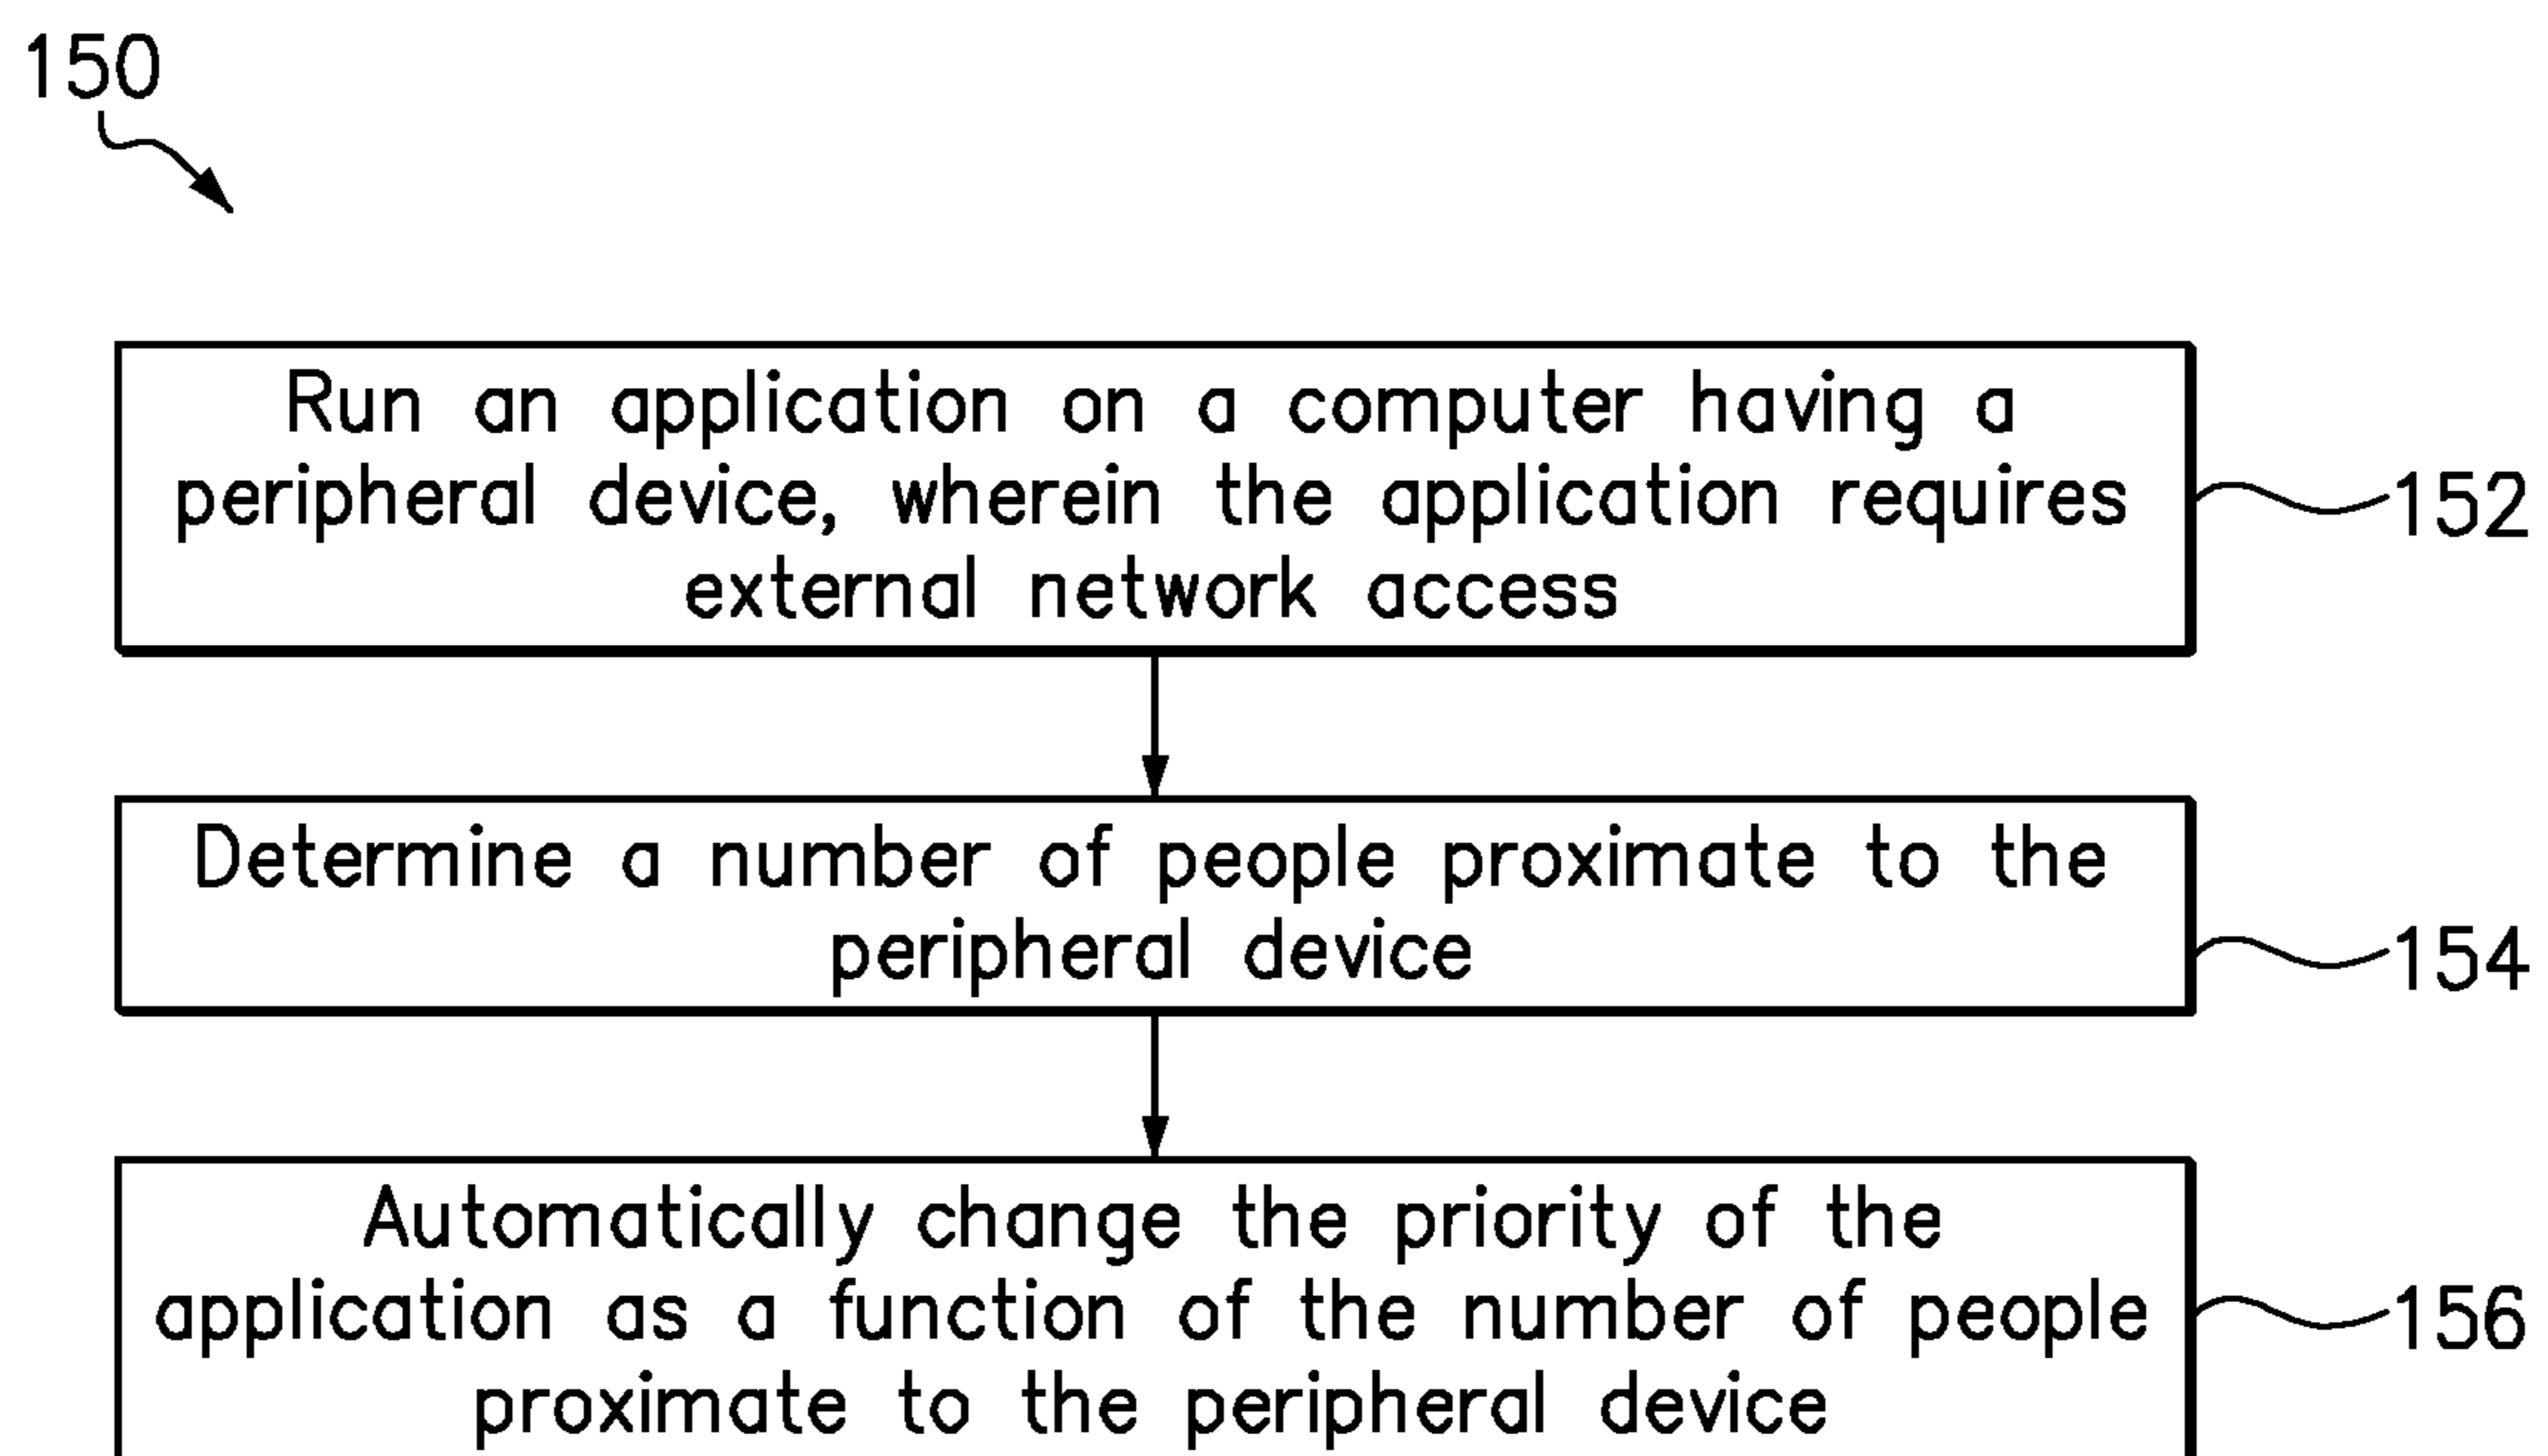 150
Run an application on a computer having a
peripheral device, wherein the application requires
external network access
152
Determine a number of people proximate to the
peripheral device
154
Automatically change the priority of the
application as a function of the number of people
proximate to the peripheral device
156